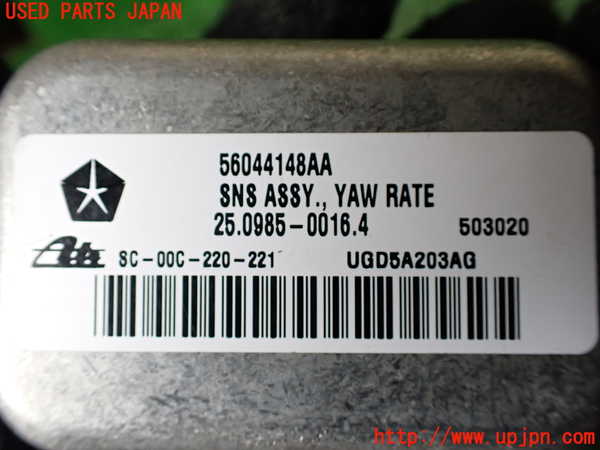 USED PARTS JAPAN
56044148AA
SNS ASSY., YAW RATE
25.0985-0016.4 503020
Ate SC-00C-220-221 UGD5A203AG
http://www.upjpn.com/